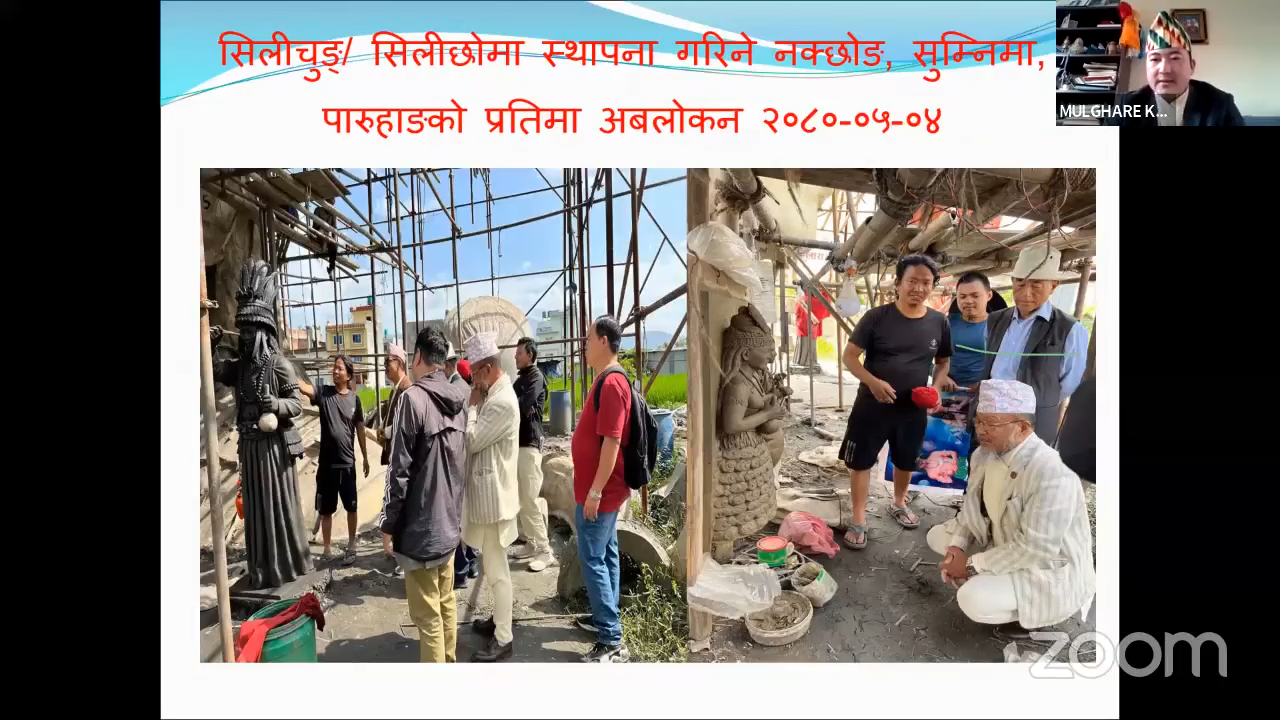 सिलीचुङ्/ सिलीछोमा स्थापना गरिने नक्छोङ, सुम्निमा,
पारुहाङको प्रतिमा अबलोकन २०८०-०५-०४
MULGHARE K...
zoom